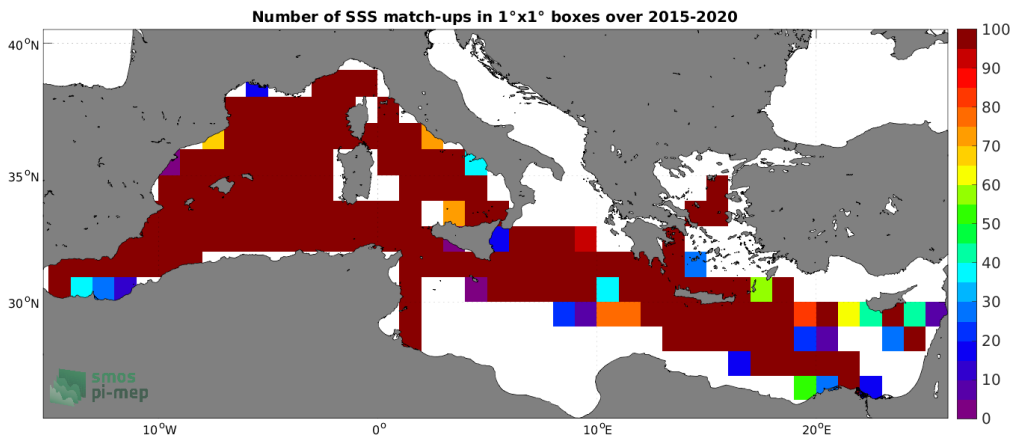 Number of SSS match-ups in 1°x1° boxes over 2015-2020
40°N
35°N
30°N
10°W
0°
10°E
20°E
100
90
80
70
60
50
40
30
20
10
0
smos
pi-mep